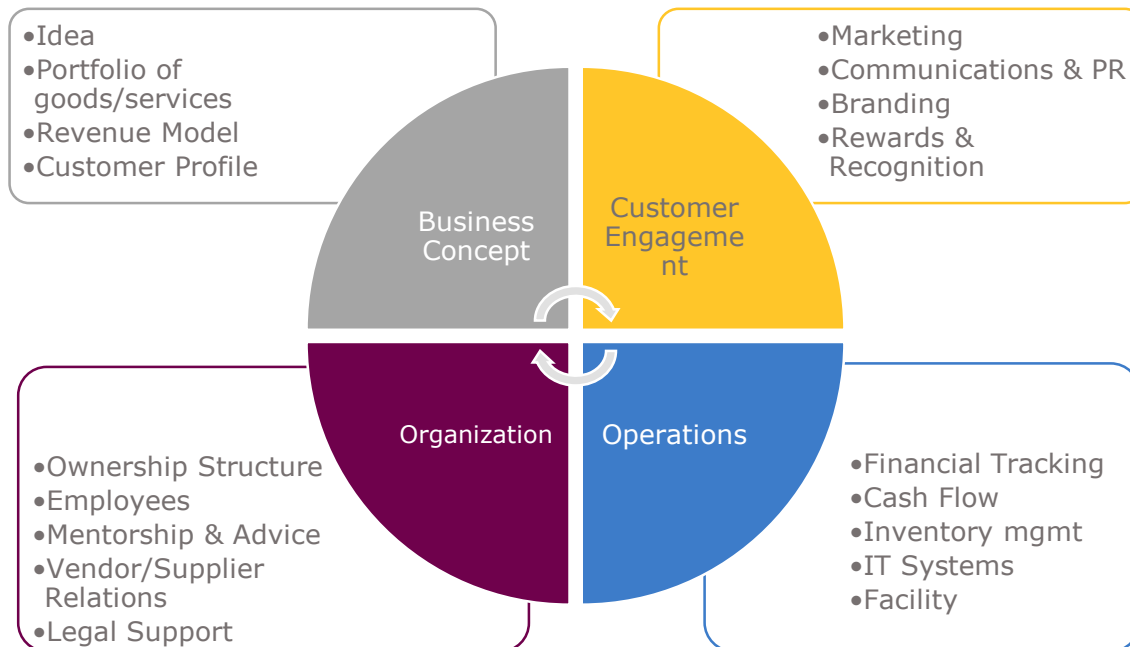 •Idea
•Portfolio of
goods/services
•Revenue Model
•Customer Profile
•Marketing
•Communications & PR
•Branding
•Rewards &
Recognition
Business
Concept
Customer
Engageme
nt
Organization
Operations
•Ownership Structure
•Employees
•Mentorship & Advice
•Vendor/Supplier
Relations
•Legal Support
•Financial Tracking
•Cash Flow
•Inventory mgmt
•IT Systems
•Facility